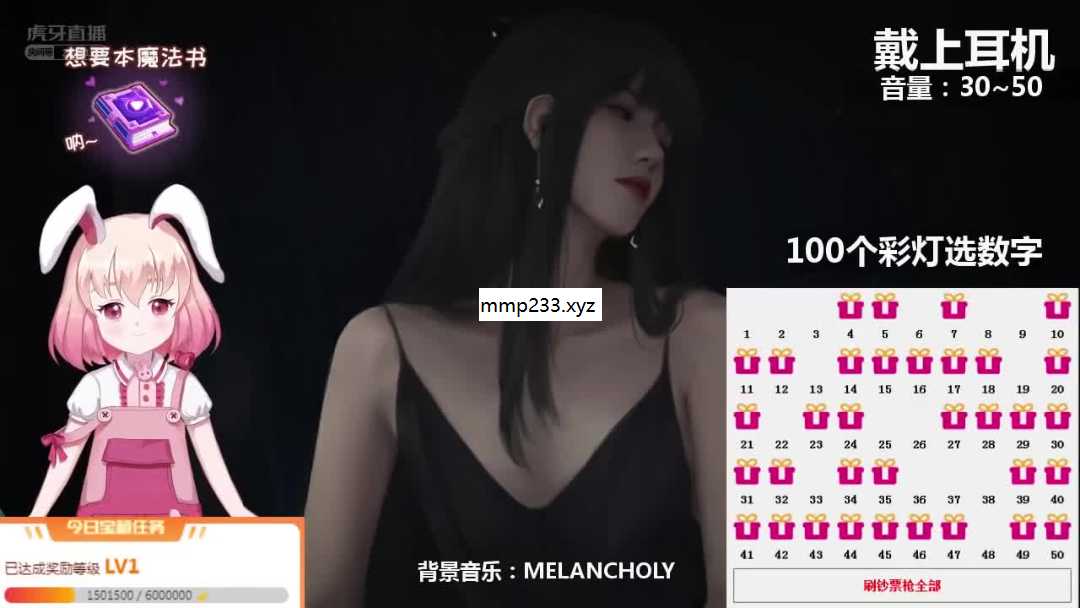 虎牙直播
房间号
想要本魔法书
呐~
戴上耳机
音量：30~50
100个彩灯选数字
mmp233.xyz
1 2 3 4 5 6 7 8 9 10
11 12 13 14 15 16 17 18 19 20
21 22 23 24 25 26 27 28 29 30
31 32 33 34 35 36 37 38 39 40
41 42 43 44 45 46 47 48 49 50
刷钞票枪全部
今日宝箱任务
已达成奖励等级 LV1
1501500 / 6000000
背景音乐：MELANCHOLY